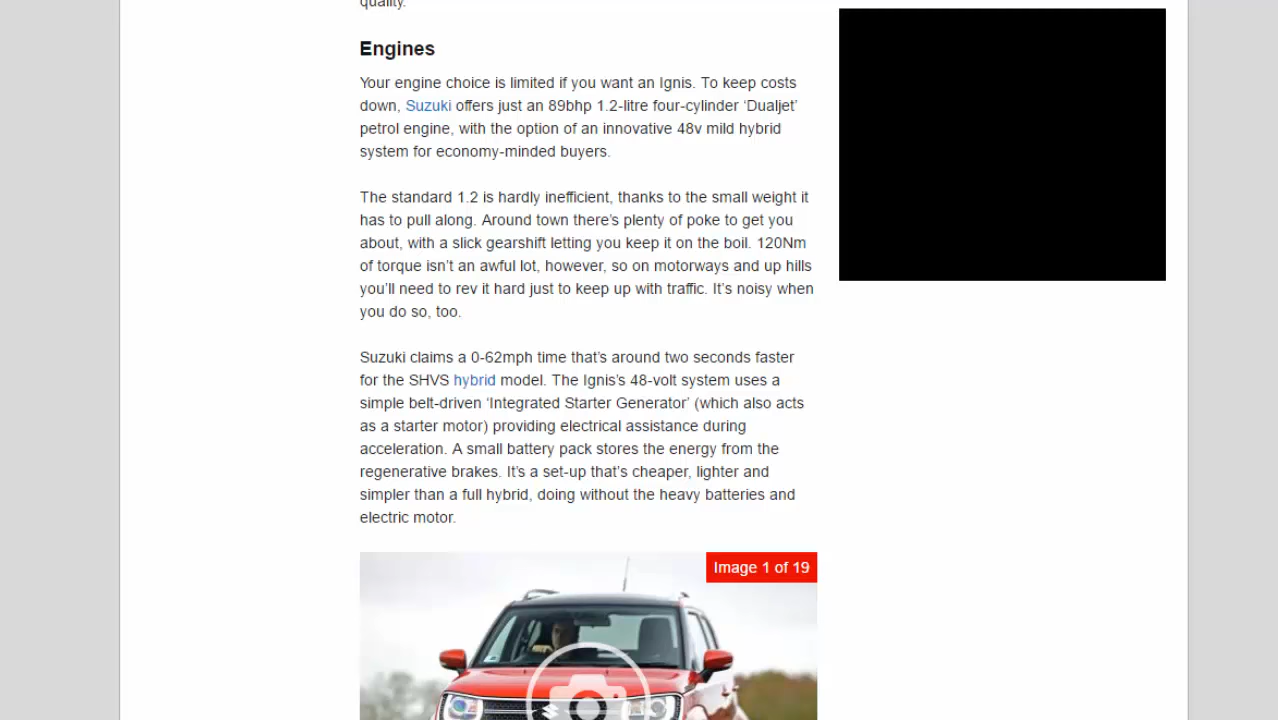 quality.
Engines
Your engine choice is limited if you want an Ignis. To keep costs
down, Suzuki offers just an 89bhp 1.2-litre four-cylinder ‘Dualjet’
petrol engine, with the option of an innovative 48v mild hybrid
system for economy-minded buyers.
The standard 1.2 is hardly inefficient, thanks to the small weight it
has to pull along. Around town there’s plenty of poke to get you
about, with a slick gearshift letting you keep it on the boil. 120Nm
of torque isn’t an awful lot, however, so on motorways and up hills
you’ll need to rev it hard just to keep up with traffic. It’s noisy when
you do so, too.
Suzuki claims a 0-62mph time that’s around two seconds faster
for the SHVS hybrid model. The Ignis’s 48-volt system uses a
simple belt-driven ‘Integrated Starter Generator’ (which also acts
as a starter motor) providing electrical assistance during
acceleration. A small battery pack stores the energy from the
regenerative brakes. It’s a set-up that’s cheaper, lighter and
simpler than a full hybrid, doing without the heavy batteries and
electric motor.
Image 1 of 19